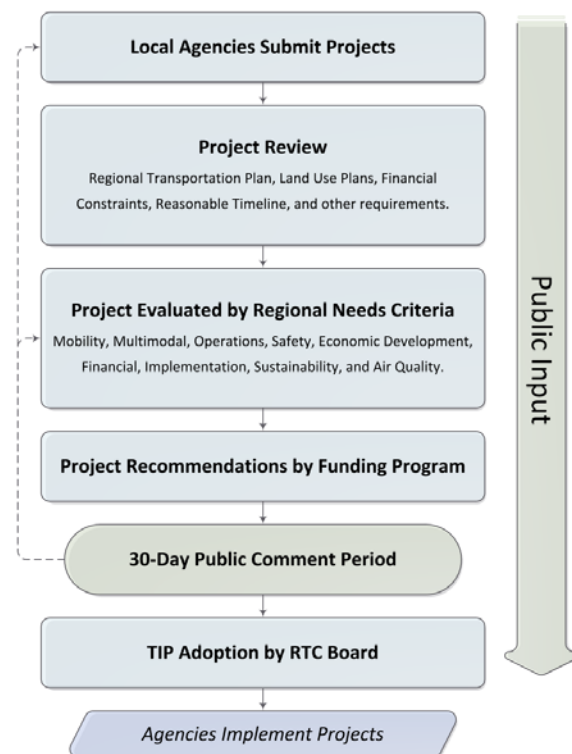 Local Agencies Submit Projects
Project Review
Regional Transportation Plan, Land Use Plans, Financial
Constraints, Reasonable Timeline, and other requirements.
Project Evaluated by Regional Needs Criteria
Mobility, Multimodal, Operations, Safety, Economic Development,
Financial, Implementation, Sustainability, and Air Quality.
Project Recommendations by Funding Program
30-Day Public Comment Period
TIP Adoption by RTC Board
Agencies Implement Projects
Public Input